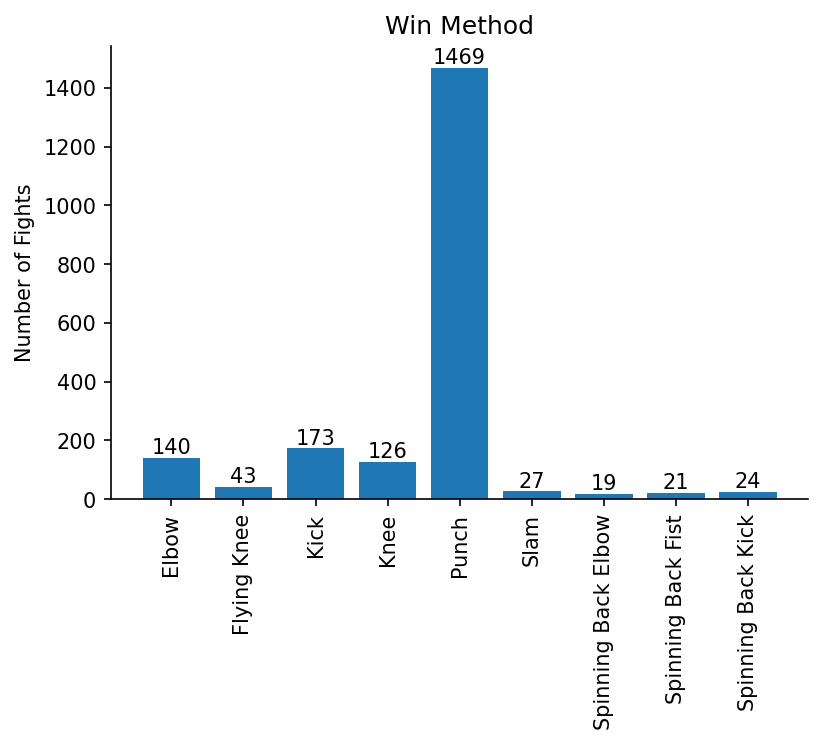 Win Method
Number of Fights
1400
1200
1000
800
600
400
200
0
140
43
173
126
1469
27
19
21
24
Elbow
Flying Knee
Kick
Knee
Punch
Slam
Spinning Back Elbow
Spinning Back Fist
Spinning Back Kick